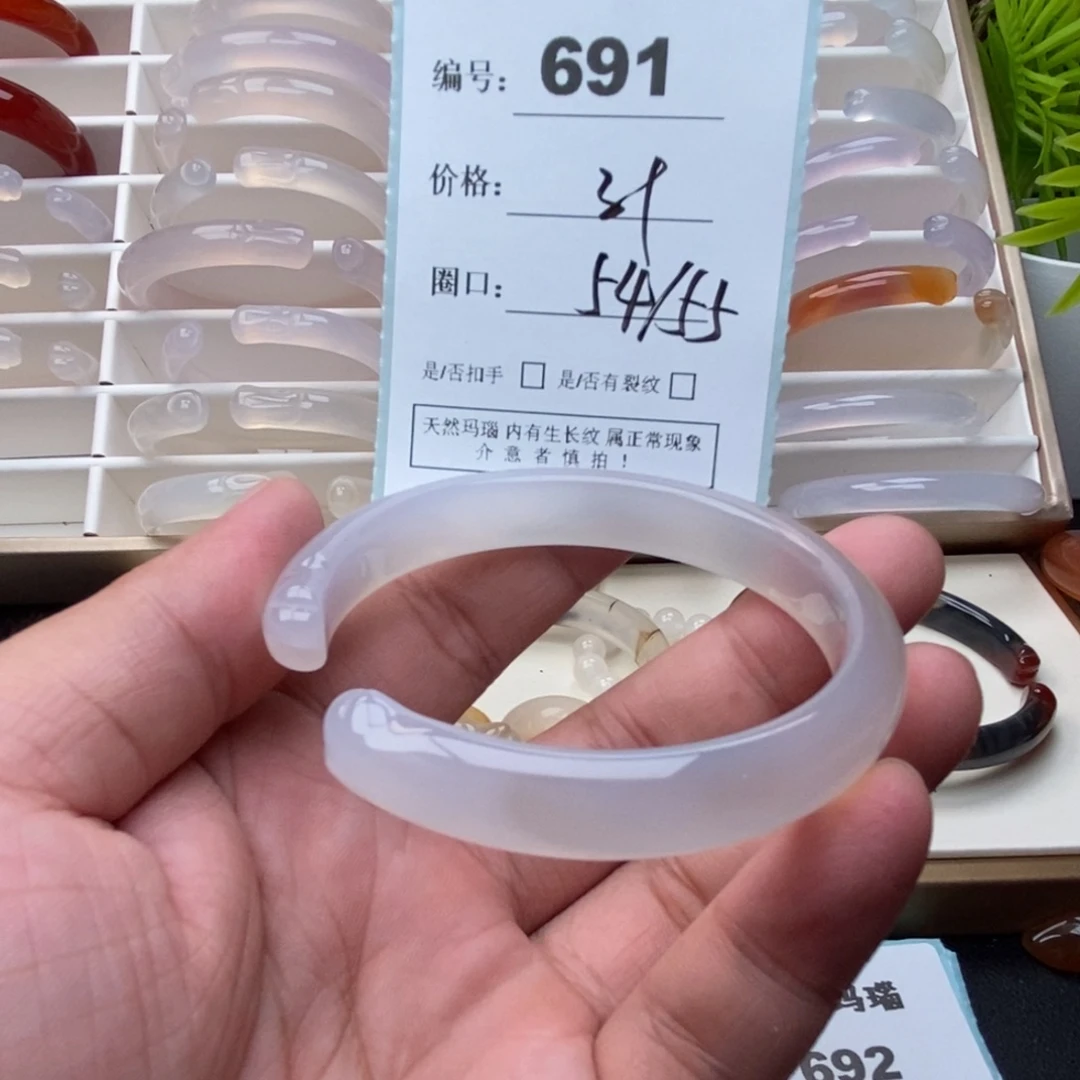 编号: 691
价格:
圈口: 54/55
是/否扣手 □ 是/否有裂纹 □
天然玛瑙 内有生长纹 属正常现象
介意者慎拍!
玛瑙
692